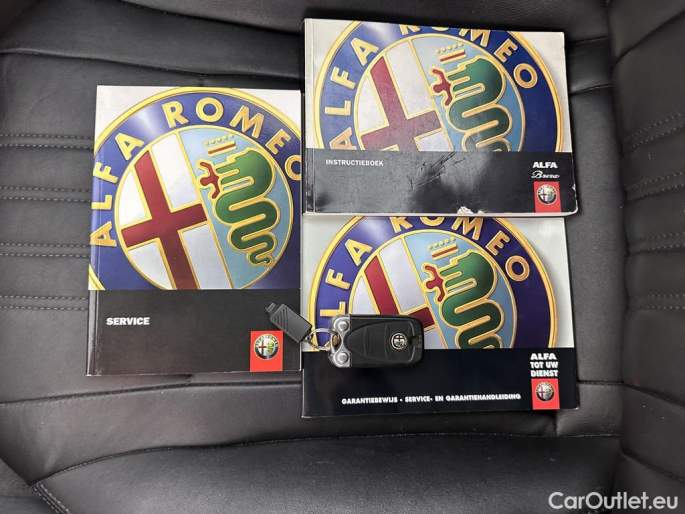 ALFA ROMEO
SERVICE
ALFA ROMEO
INSTRUCTIEBOEK
ALFA
Brera
ALFA ROMEO
ALFA
TOT UW
DIENST
GARANTIEBEWIJS - SERVICE- EN GARANTIEHANDLEIDING
CarOutlet.eu